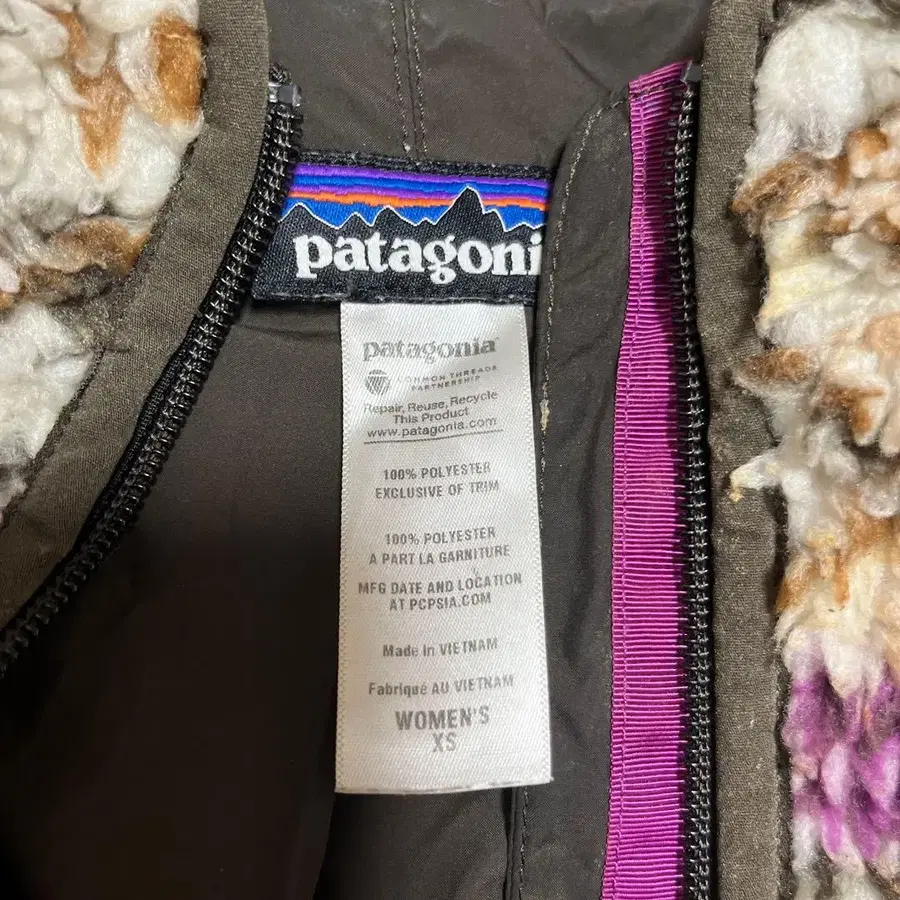 patagoni
patagonia
COMMON THREADS
PARTNERSHIP
Repair, Reuse, Recycle
This Product
www.patagonia.com
100% POLYESTER
EXCLUSIVE OF TRIM
100% POLYESTER
A PART LA GARNITURE
MFG DATE AND LOCATION
AT PCPSIA.COM
Made in VIETNAM
Fabriqué AU VIETNAM
WOMEN'S
XS